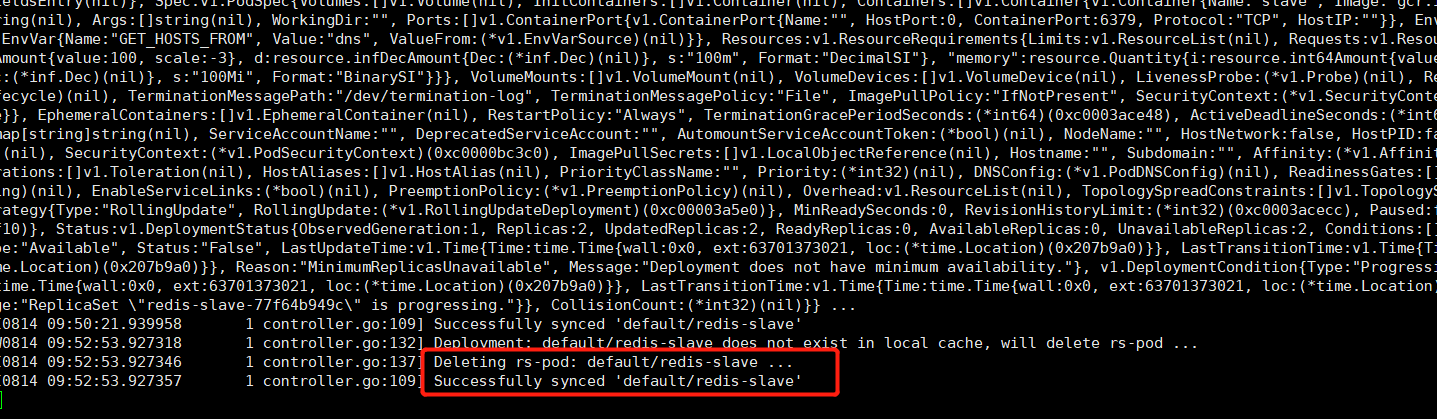 (nil), Spec:v1.PodSpec{Volumes:[]v1.Volume(nil), InitContainers:[]v1.Container(nil), Containers:[]v1.Container{v1.Container{Name:"slave", Image:
ring(nil), Args:[]string(nil), WorkingDir:"", Ports:[]v1.ContainerPort{v1.ContainerPort{Name:"", HostPort:0, ContainerPort:6379, Protocol:"TCP", HostIP:""}}, Env
EnvVar{Name:"GET_HOSTS_FROM", Value:"dns", ValueFrom:(*v1.EnvVarSource)(nil)}}, Resources:v1.ResourceRequirements{Limits:v1.ResourceList(nil), Requests:v1.Resou
Amount{value:100, scale:-3}, d:resource.infDecAmount{Dec:(*inf.Dec)(nil)}, s:"100m", Format:"DecimalSI"}, "memory":resource.Quantity{i:resource.int64Amount{valu
:(*inf.Dec)(nil)}, s:"100Mi", Format:"BinarySI"}}}, VolumeMounts:[]v1.VolumeMount(nil), VolumeDevices:[]v1.VolumeDevice(nil), LivenessProbe:(*v1.Probe)(nil), Re
fecycle)(nil), TerminationMessagePath:"/dev/termination-log", TerminationMessagePolicy:"File", ImagePullPolicy:"IfNotPresent", SecurityContext:(*v1.SecurityConte
e}}, EphemeralContainers:[]v1.EphemeralContainer(nil), RestartPolicy:"Always", TerminationGracePeriodSeconds:(*int64)(0xc0003ace48), ActiveDeadlineSeconds:(*int6
map[string]string(nil), ServiceAccountName:"", DeprecatedServiceAccount:"", AutomountServiceAccountToken:(*bool)(nil), NodeName:"", HostNetwork:false, HostPID:fa
(nil), SecurityContext:(*v1.PodSecurityContext)(0xc0000bc3c0), ImagePullSecrets:[]v1.LocalObjectReference(nil), Hostname:"", Subdomain:"", Affinity:(*v1.Affinit
rations:[]v1.Toleration(nil), HostAliases:[]v1.HostAlias(nil), PriorityClassName:"", Priority:(*int32)(nil), DNSConfig:(*v1.PodDNSConfig)(nil), ReadinessGates:[]
ng)(nil), EnableServiceLinks:(*bool)(nil), PreemptionPolicy:(*v1.PreemptionPolicy)(nil), Overhead:v1.ResourceList(nil), TopologySpreadConstraints:[]v1.TopologyS
rategy{Type:"RollingUpdate", RollingUpdate:(*v1.RollingUpdateDeployment)(0xc00003a5e0)}, MinReadySeconds:0, RevisionHistoryLimit:(*int32)(0xc0003acecc), Paused:f
f10)}, Status:v1.DeploymentStatus{ObservedGeneration:1, Replicas:2, UpdatedReplicas:2, ReadyReplicas:0, AvailableReplicas:0, UnavailableReplicas:2, Conditions:[]
pe:"Available", Status:"False", LastUpdateTime:v1.Time{Time:time.Time{wall:0x0, ext:63701373021, loc:(*time.Location)(0x207b9a0)}}, LastTransitionTime:v1.Time{T
me.Location)(0x207b9a0)}}, Reason:"MinimumReplicasUnavailable", Message:"Deployment does not have minimum availability."}, v1.DeploymentCondition{Type:"Progressi
time.Time{wall:0x0, ext:63701373021, loc:(*time.Location)(0x207b9a0)}}, LastTransitionTime:v1.Time{Time:time.Time{wall:0x0, ext:63701373021, loc:(*time.Location)
ge:"ReplicaSet \"redis-slave-77f64b949c\" is progressing."}}, CollisionCount:(*int32)(nil)}} ...
I0814 09:50:21.939958 1 controller.go:109] Successfully synced 'default/redis-slave'
W0814 09:52:53.927318 1 controller.go:132] Deployment: default/redis-slave does not exist in local cache, will delete rs-pod ...
I0814 09:52:53.927346 1 controller.go:137] Deleting rs-pod: default/redis-slave ...
I0814 09:52:53.927357 1 controller.go:109] Successfully synced 'default/redis-slave'